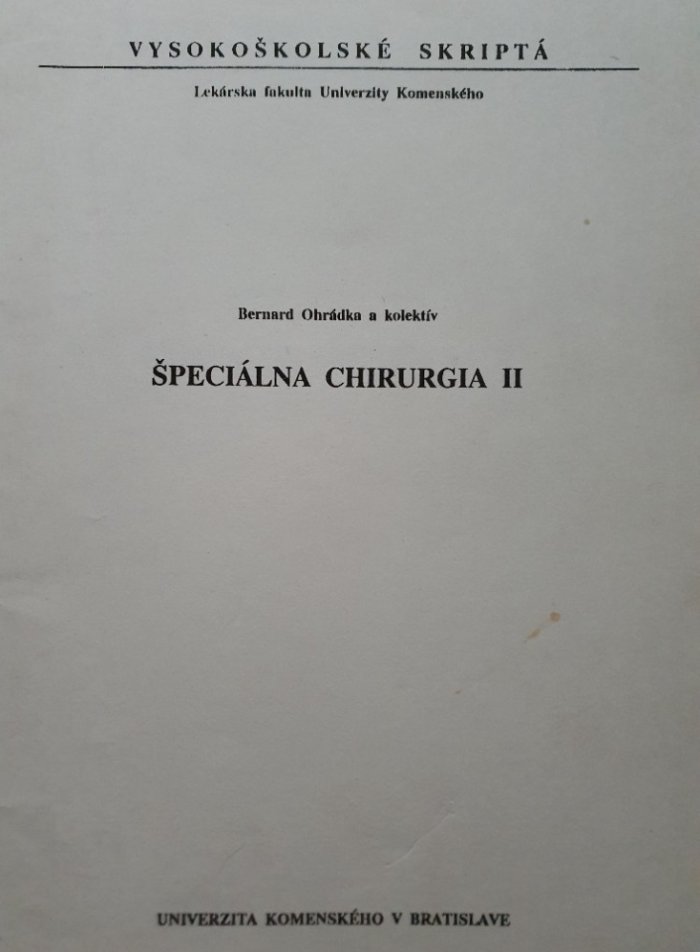 VYSOKOŠKOLSKÉ SKRIPTÁ
Lekárska fakulta Univerzity Komenského
Bernard Ohrádka a kolektív
ŠPECIÁLNA CHIRURGIA II
UNIVERZITA KOMENSKÉHO V BRATISLAVE